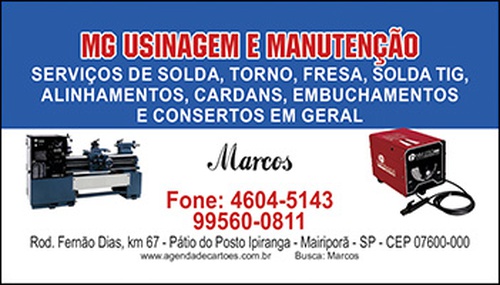 MG USINAGEM E MANUTENÇÃO
SERVIÇOS DE SOLDA, TORNO, FRESA, SOLDA TIG,
ALINHAMENTOS, CARDANS, EMBUCHAMENTOS
E CONSERTOS EM GERAL
Marcos
Fone: 4604-5143
99560-0811
Rod. Fernão Dias, km 67 - Pátio do Posto Ipiranga - Mairiporã - SP - CEP 07600-000
www.agendadecartoes.com.br Busca: Marcos